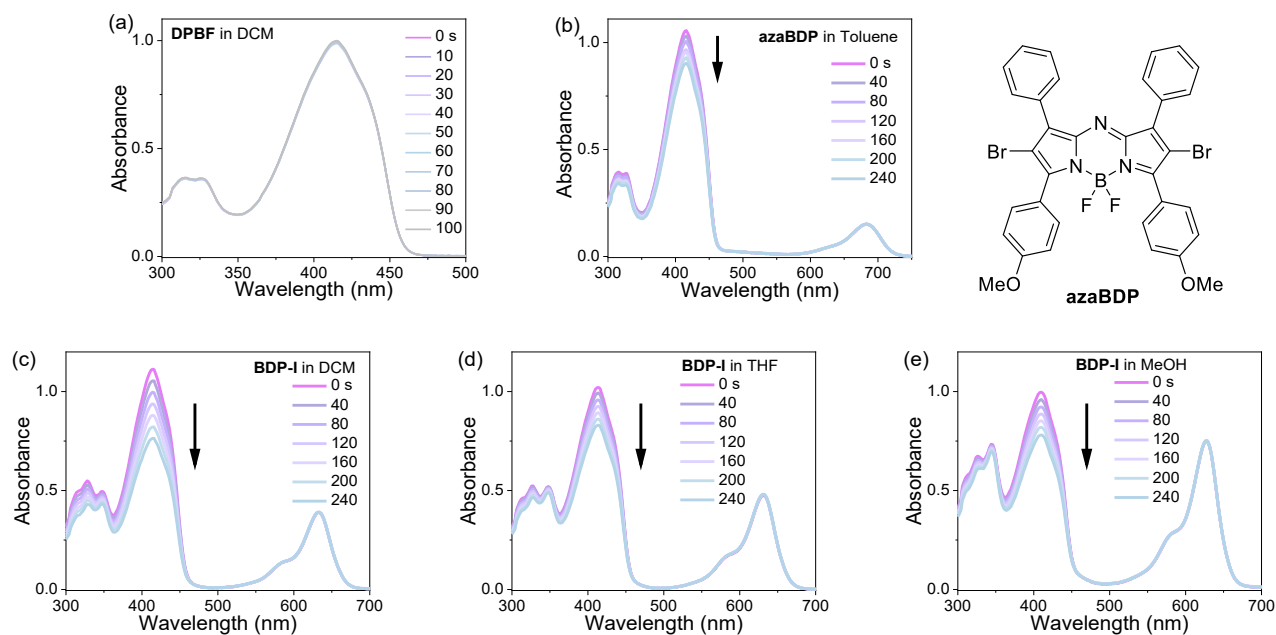 (a)
DPBF in DCM
0 s
10
20
30
40
50
60
70
80
90
100
1.0
0.5
0.0
Absorbance
300 350 400 450 500
Wavelength (nm)
(b)
azaBDP in Toluene
0 s
40
80
120
160
200
240
1.0
0.5
0.0
Absorbance
300 400 500 600 700
Wavelength (nm)
N
Br
Br
N
N
B
F
F
MeO
OMe
azaBDP
(c)
BDP-I in DCM
0 s
40
80
120
160
200
240
1.0
0.5
0.0
Absorbance
300 400 500 600 700
Wavelength (nm)
(d)
BDP-I in THF
0 s
40
80
120
160
200
240
1.0
0.5
0.0
Absorbance
300 400 500 600 700
Wavelength (nm)
(e)
BDP-I in MeOH
0 s
40
80
120
160
200
240
1.0
0.5
0.0
Absorbance
300 400 500 600 700
Wavelength (nm)